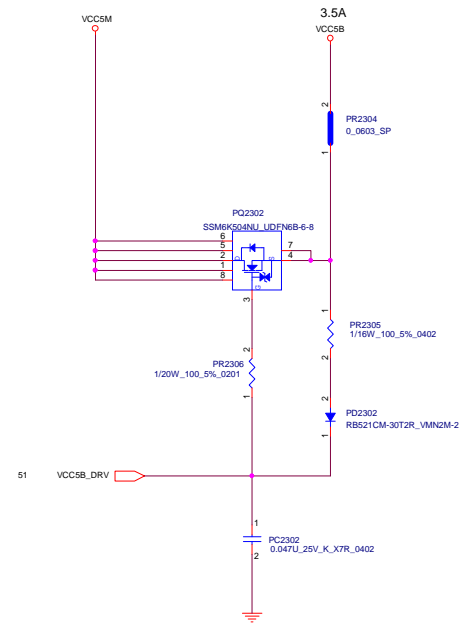 3.5A
VCC5M
VCC5B
2
PR2304
0_0603_SP
1
PQ2302
SSM6K504NU_UDFN6B-6-8
6
5
2
1
8
7
4
D
S
G
3
1
PR2305
1/16W_100_5%_0402
2
2
PR2306
1/20W_100_5%_0201
1
2
PD2302
RB521CM-30T2R_VMN2M-2
1
51
VCC5B_DRV
1
PC2302
0.047U_25V_K_X7R_0402
2